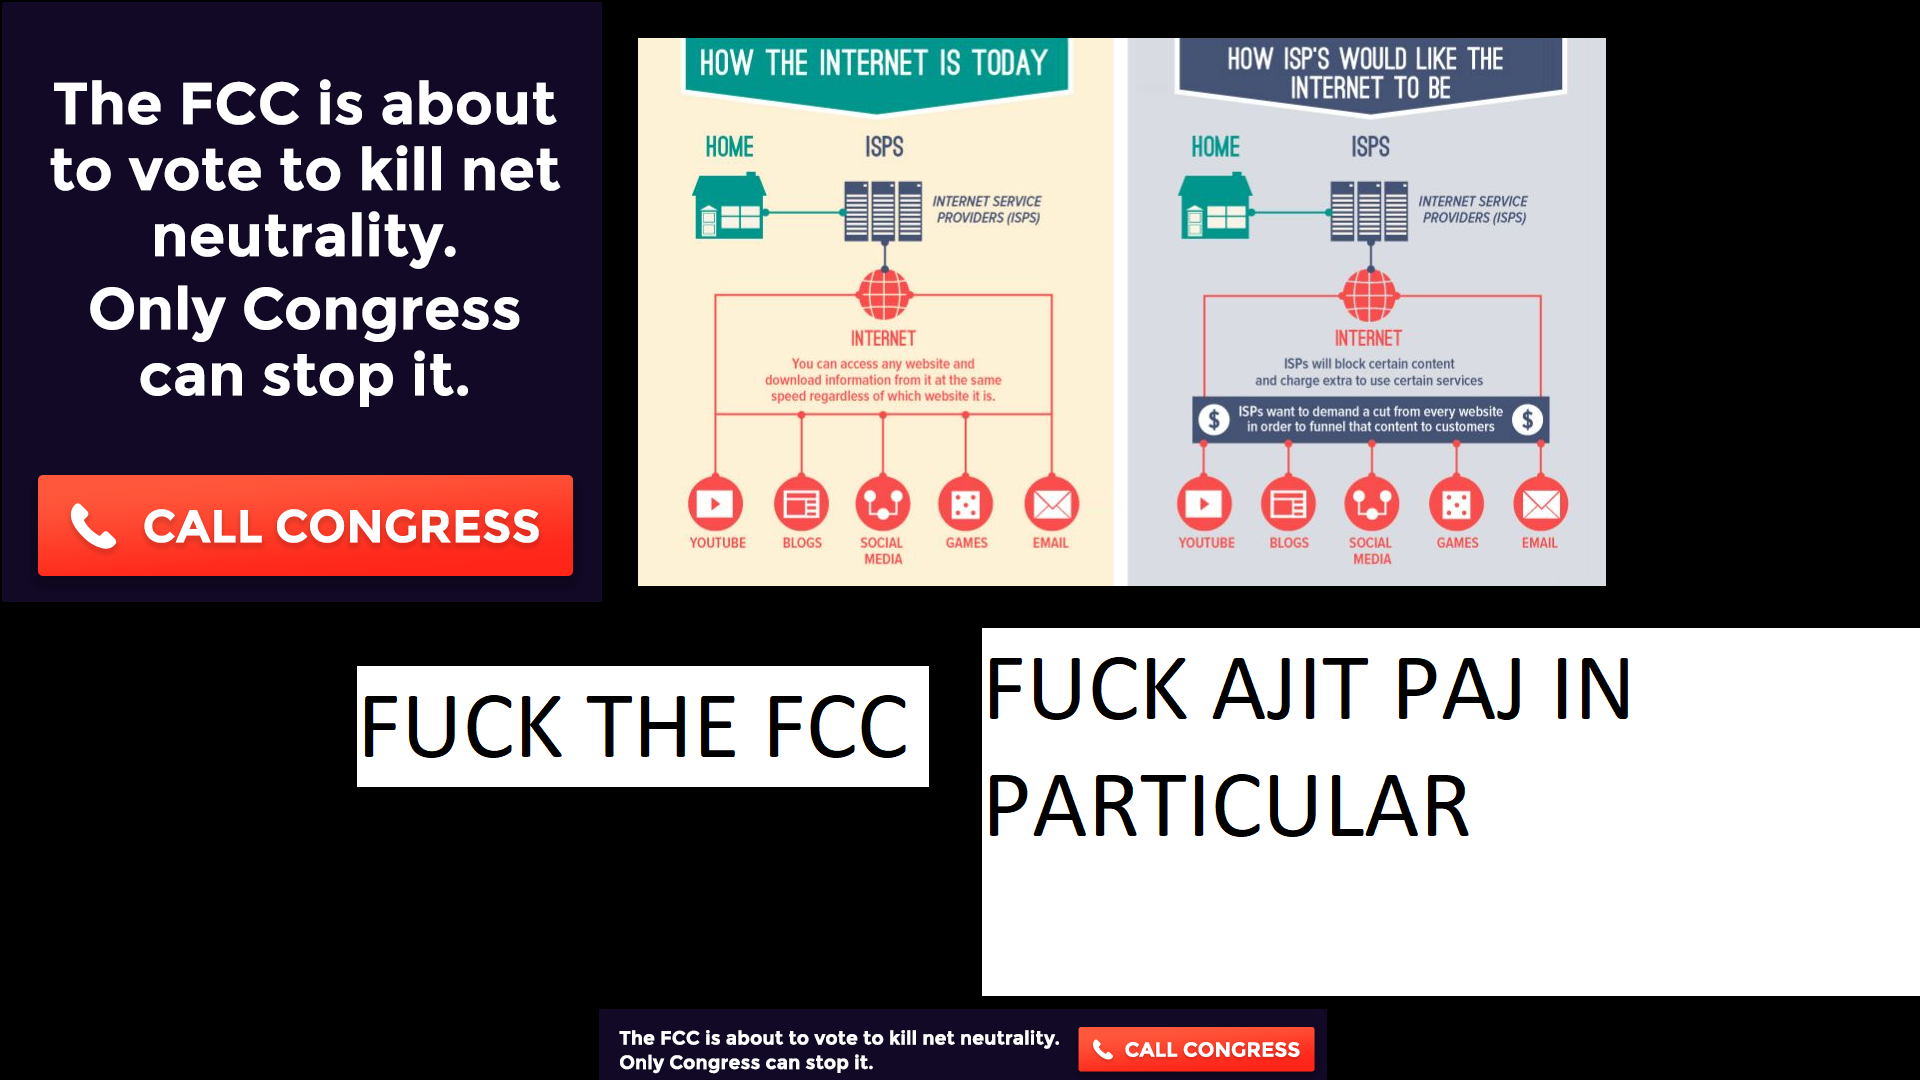 The FCC is about
to vote to kill net
neutrality.
Only Congress
can stop it.
CALL CONGRESS
HOW THE INTERNET IS TODAY
HOME
ISPS
INTERNET SERVICE
PROVIDERS (ISPS)
INTERNET
You can access any website and
download information from it at the same
speed regardless of which website it is.
YOUTUBE
BLOGS
SOCIAL
MEDIA
GAMES
EMAIL
HOW ISP'S WOULD LIKE THE
INTERNET TO BE
HOME
ISPS
INTERNET SERVICE
PROVIDERS (ISPS)
INTERNET
ISPs will block certain content
and charge extra to use certain services
$
ISPs want to demand a cut from every website
in order to funnel that content to customers
$
YOUTUBE
BLOGS
SOCIAL
MEDIA
GAMES
EMAIL
FUCK THE FCC
FUCK AJIT PAJ IN
PARTICULAR
The FCC is about to vote to kill net neutrality.
Only Congress can stop it.
CALL CONGRESS